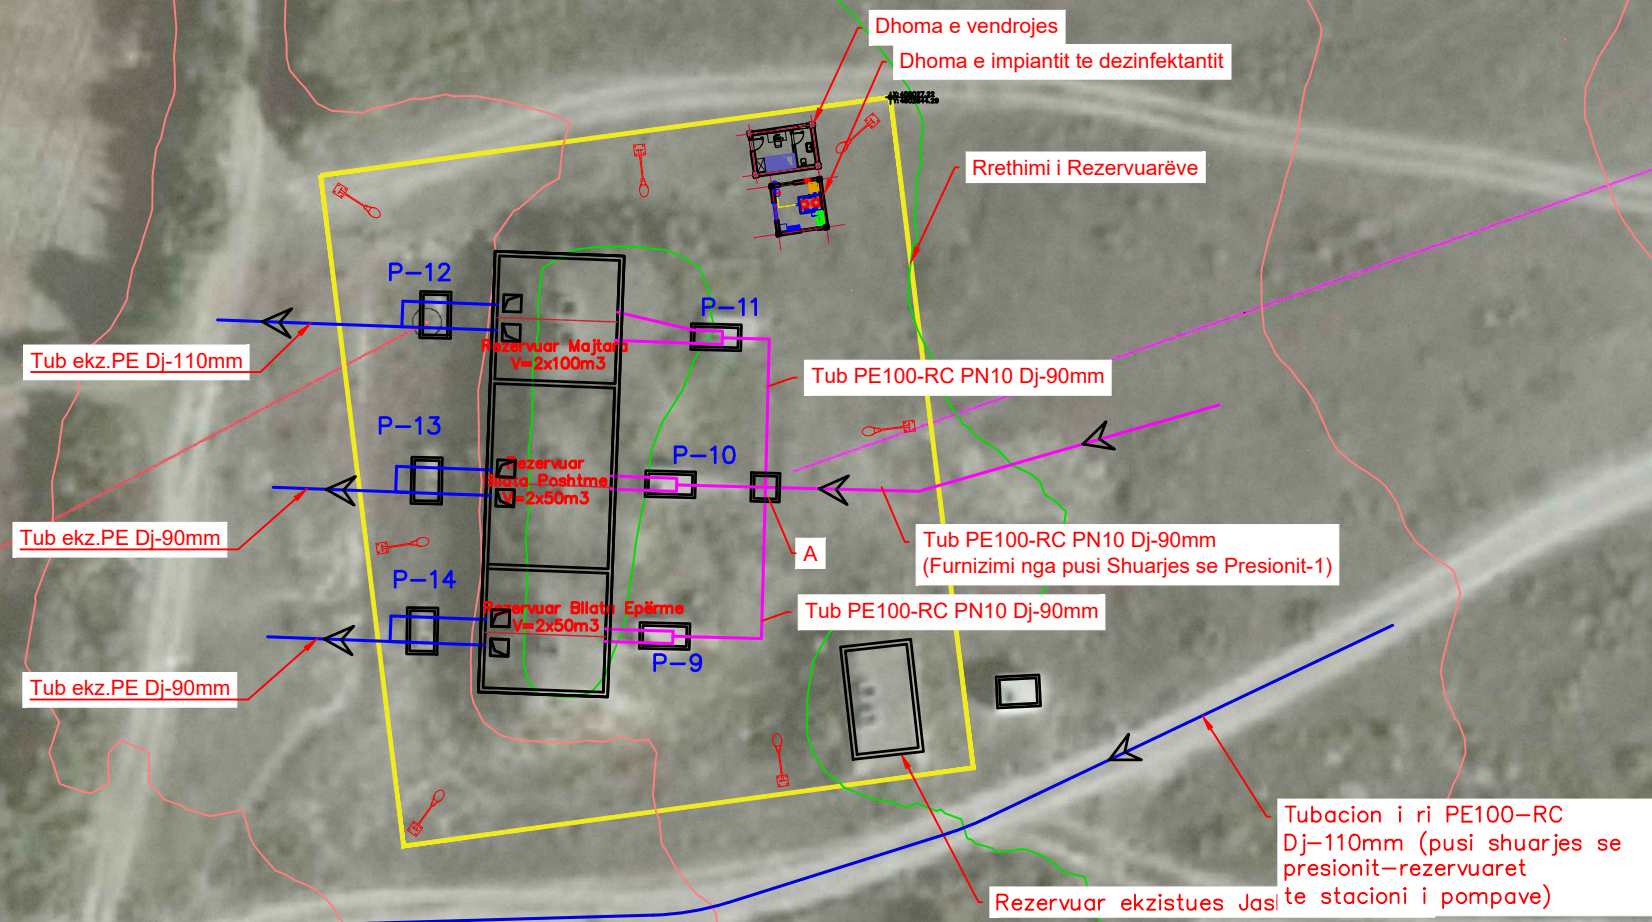 Dhoma e vendrojes
Dhoma e impiantit te dezinfektantit
Rrethimi i Rezervuarëve
P-12
P-11
Tub ekz.PE Dj-110mm
Rezervuar Majtara
V=2x100m3
Tub PE100-RC PN10 Dj-90mm
P-13
P-10
Rezervuar
Bllata Poshtme
V=2x50m3
Tub ekz.PE Dj-90mm
A
Tub PE100-RC PN10 Dj-90mm
(Furnizimi nga pusi Shuarjes se Presionit-1)
P-14
Rezervuar Bllatu Epërme
V=2x50m3
Tub PE100-RC PN10 Dj-90mm
P-9
Tub ekz.PE Dj-90mm
Tubacion i ri PE100-RC
Dj-110mm (pusi shuarjes se
presionit-rezervuaret
te stacioni i pompave)
Rezervuar ekzistues